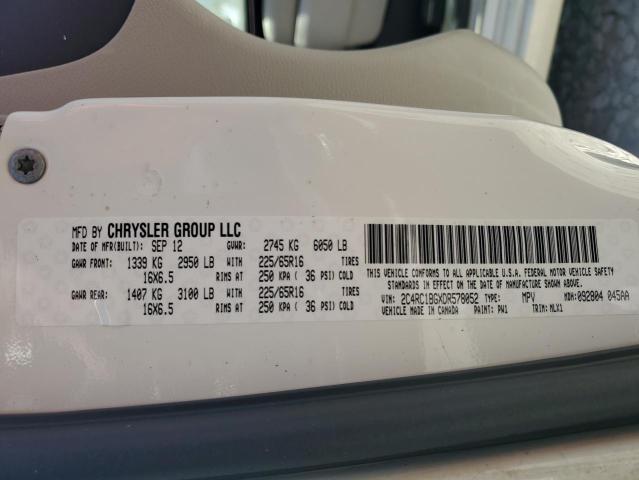 MFD BY CHRYSLER GROUP LLC
DATE OF MFR(BUILT): SEP 12 GVWR: 2745 KG 6050 LB
GAWR FRONT: 1339 KG 2950 LB WITH 225/65R16 TIRES
16X6.5 RIMS AT 250 KPA ( 36 PSI) COLD
GAWR REAR: 1407 KG 3100 LB WITH 225/65R16 TIRES
16X6.5 RIMS AT 250 KPA ( 36 PSI) COLD
THIS VEHICLE CONFORMS TO ALL APPLICABLE U.S.A. FEDERAL MOTOR VEHICLE SAFETY
STANDARDS IN EFFECT ON THE DATE OF MANUFACTURE SHOWN ABOVE.
VIN: 2C4RC1BGXDR578052 TYPE: MPV MDH: 092804 045AA
VEHICLE MADE IN CANADA PAINT: PW1 TRIM: MLX1